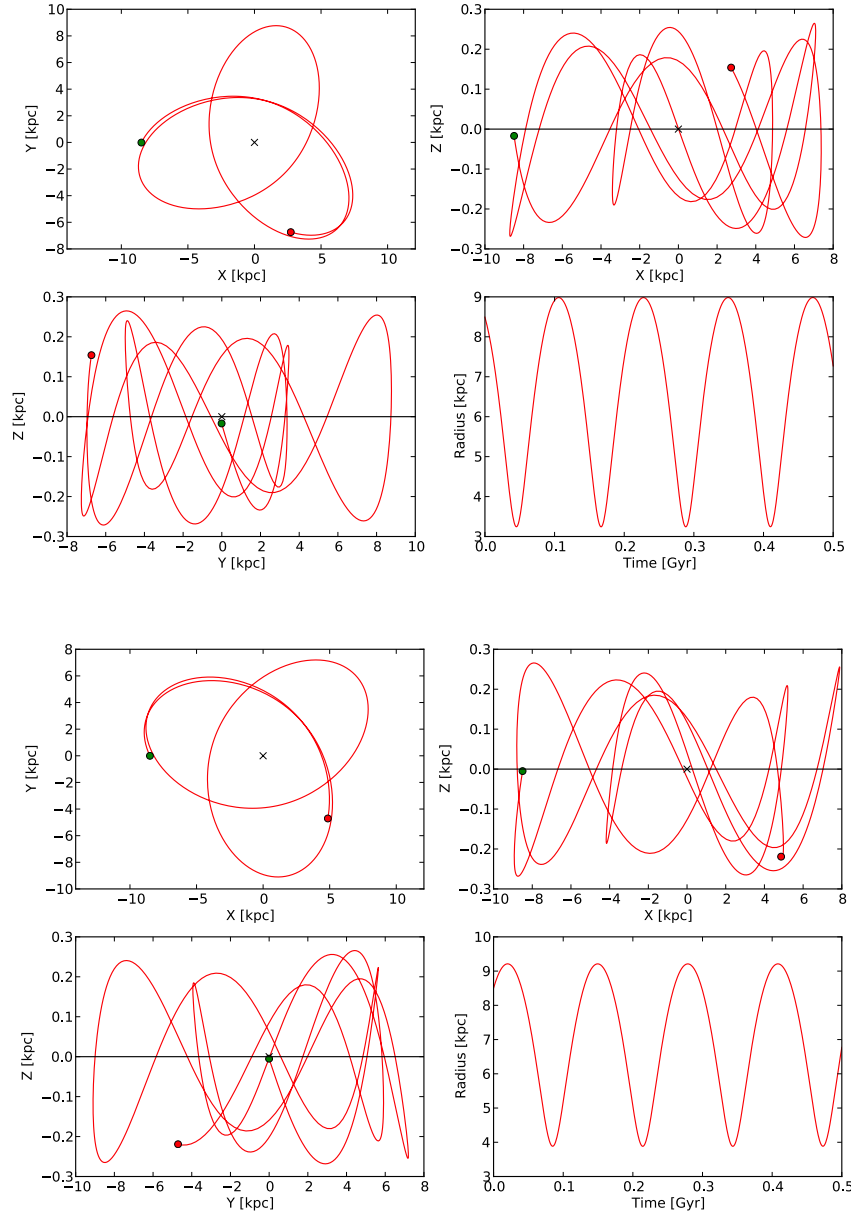 10
8
6
4
2
0
−2
−4
−6
−8
Y [kpc]
−10 −5 0 5 10
X [kpc]
0.3
0.2
0.1
0.0
−0.1
−0.2
−0.3
Z [kpc]
−10 −8 −6 −4 −2 0 2 4 6 8
X [kpc]
0.3
0.2
0.1
0.0
−0.1
−0.2
−0.3
Z [kpc]
−8 −6 −4 −2 0 2 4 6 8 10
Y [kpc]
9
8
7
6
5
4
3
Radius [kpc]
0.0 0.1 0.2 0.3 0.4 0.5
Time [Gyr]
8
6
4
2
0
−2
−4
−6
−8
−10
Y [kpc]
−10 −5 0 5 10
X [kpc]
0.3
0.2
0.1
0.0
−0.1
−0.2
−0.3
Z [kpc]
−10 −8 −6 −4 −2 0 2 4 6 8
X [kpc]
0.3
0.2
0.1
0.0
−0.1
−0.2
−0.3
Z [kpc]
−10 −8 −6 −4 −2 0 2 4 6 8
Y [kpc]
10
9
8
7
6
5
4
3
Radius [kpc]
0.0 0.1 0.2 0.3 0.4 0.5
Time [Gyr]